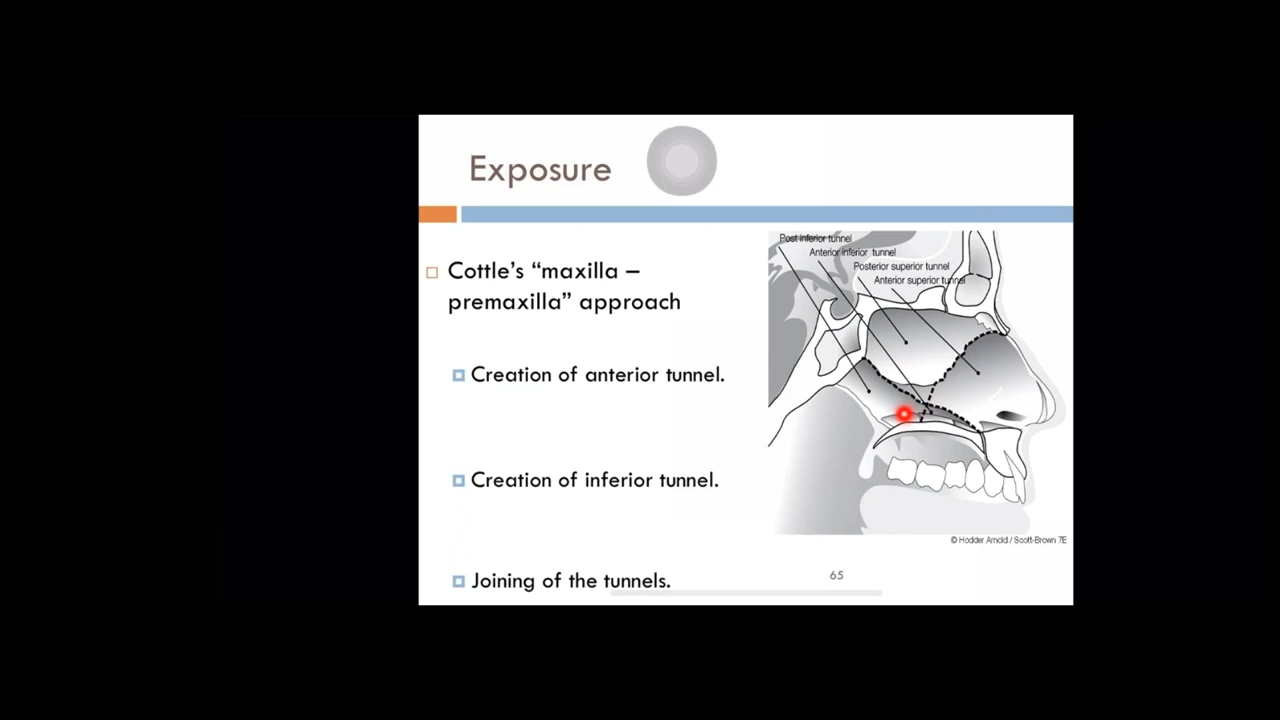 Exposure
Cottle's “maxilla –
premaxilla” approach
Creation of anterior tunnel.
Creation of inferior tunnel.
Joining of the tunnels.
Post inferior tunnel
Anterior inferior tunnel
Posterior superior tunnel
Anterior superior tunnel
© Hodder Arnold / Scott-Brown 7E
65